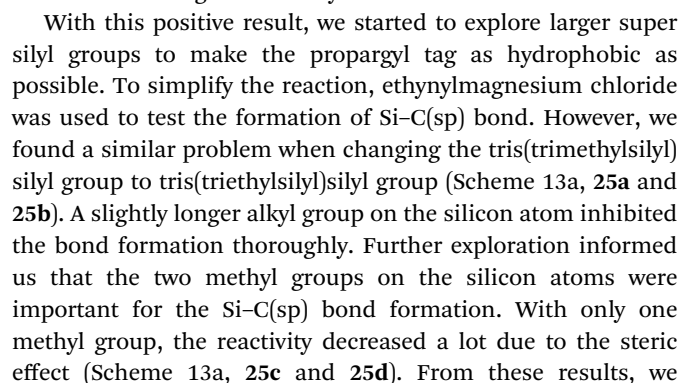 With this positive result, we started to explore larger super
silyl groups to make the propargyl tag as hydrophobic as
possible. To simplify the reaction, ethynylmagnesium chloride
was used to test the formation of Si–C(sp) bond. However, we
found a similar problem when changing the tris(trimethylsilyl)
silyl group to tris(triethylsilyl)silyl group (Scheme 13a, 25a and
25b). A slightly longer alkyl group on the silicon atom inhibited
the bond formation thoroughly. Further exploration informed
us that the two methyl groups on the silicon atoms were
important for the Si–C(sp) bond formation. With only one
methyl group, the reactivity decreased a lot due to the steric
effect (Scheme 13a, 25c and 25d). From these results, we